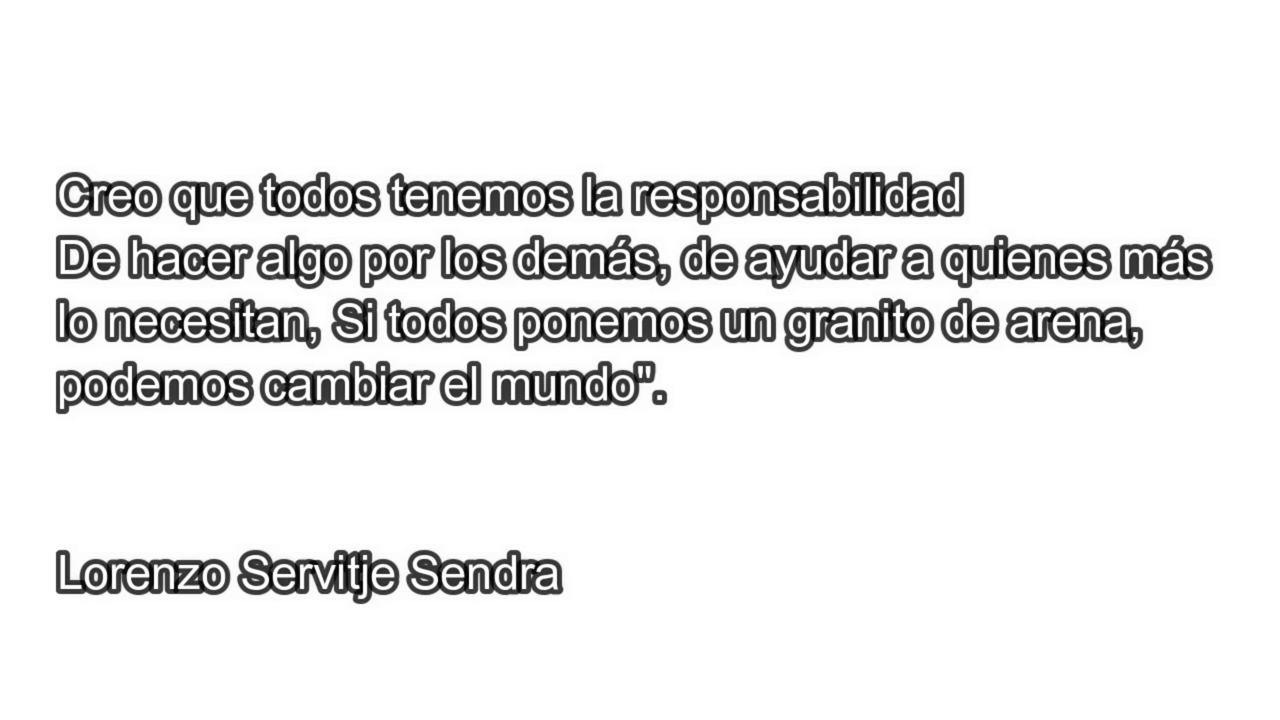 Creo que todos tenemos la responsabilidad
De hacer algo por los demás, de ayudar a quienes más
lo necesitan, Si todos ponemos un granito de arena,
podemos cambiar el mundo".
Lorenzo Servitje Sendra